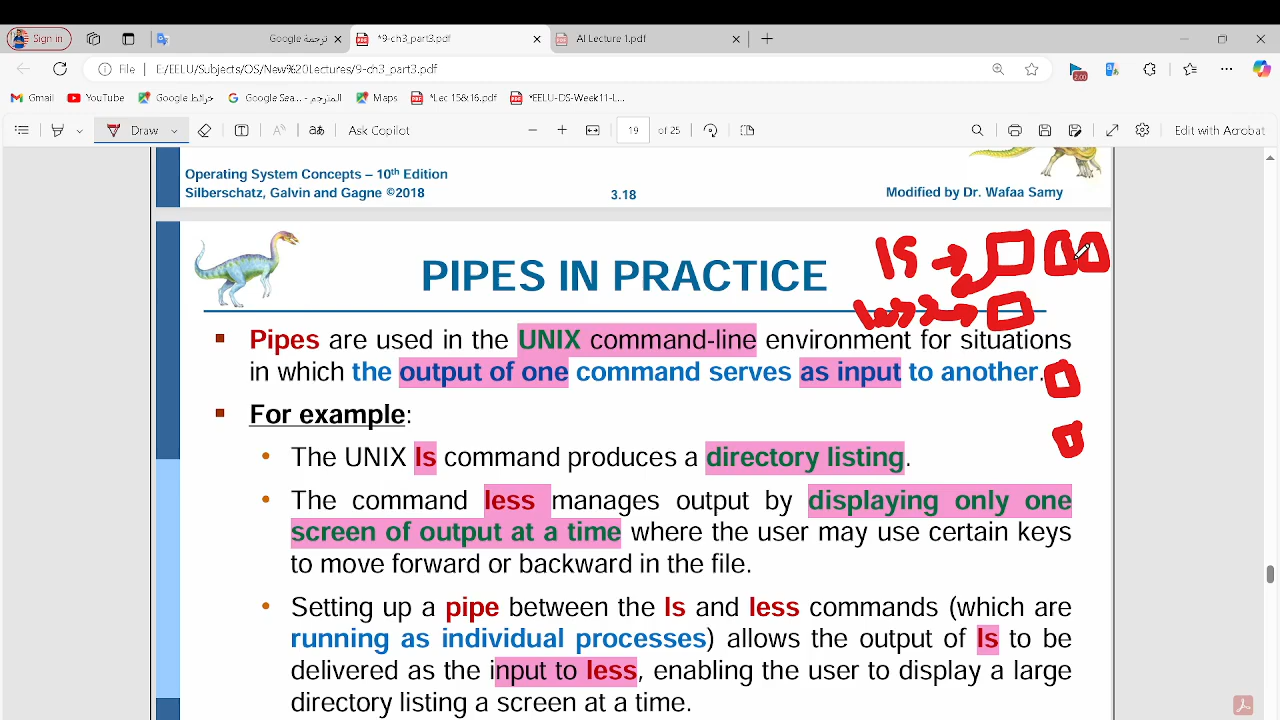 Sign in
ترجمة Google
*9-ch3_part3.pdf
AI Lecture 1.pdf
File
E:/EELU/Subjects/OS/New%20Lectures/9-ch3_part3.pdf
2.00
Gmail
YouTube
خرائط Google
Google Sea...
Maps
*Lec 15&16.pdf
*EELU-DS-Week11-L...
Draw
Ask Copilot
19 of 25
Edit with Acrobat
Operating System Concepts – 10th Edition
Silberschatz, Galvin and Gagne ©2018
3.18
Modified by Dr. Wafaa Samy
PIPES IN PRACTICE
ls
less
Pipes are used in the UNIX command-line environment for situations
in which the output of one command serves as input to another.
For example:
The UNIX ls command produces a directory listing.
The command less manages output by displaying only one
screen of output at a time where the user may use certain keys
to move forward or backward in the file.
Setting up a pipe between the ls and less commands (which are
running as individual processes) allows the output of ls to be
delivered as the input to less, enabling the user to display a large
directory listing a screen at a time.